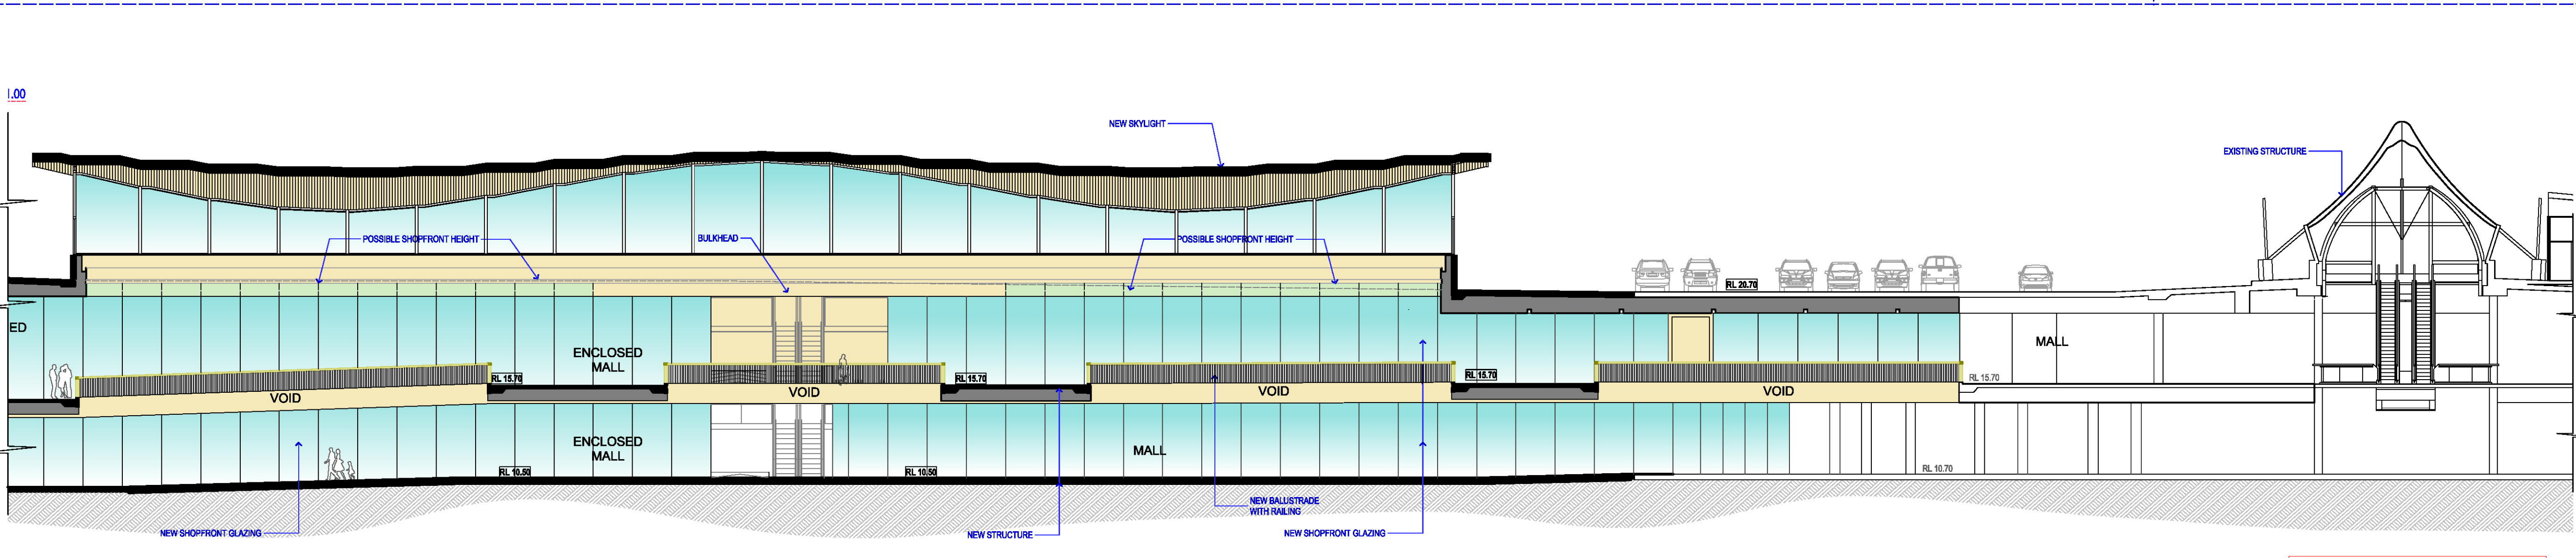 1.00
NEW SKYLIGHT
EXISTING STRUCTURE
POSSIBLE SHOPFRONT HEIGHT
BULKHEAD
POSSIBLE SHOPFRONT HEIGHT
RL 20.70
ED
ENCLOSED
MALL
MALL
RL 15.70
RL 15.70
RL 15.70
RL 15.70
VOID
VOID
VOID
VOID
ENCLOSED
MALL
MALL
RL 10.50
RL 10.50
RL 10.70
NEW SHOPFRONT GLAZING
NEW STRUCTURE
NEW BALUSTRADE
WITH RAILING
NEW SHOPFRONT GLAZING